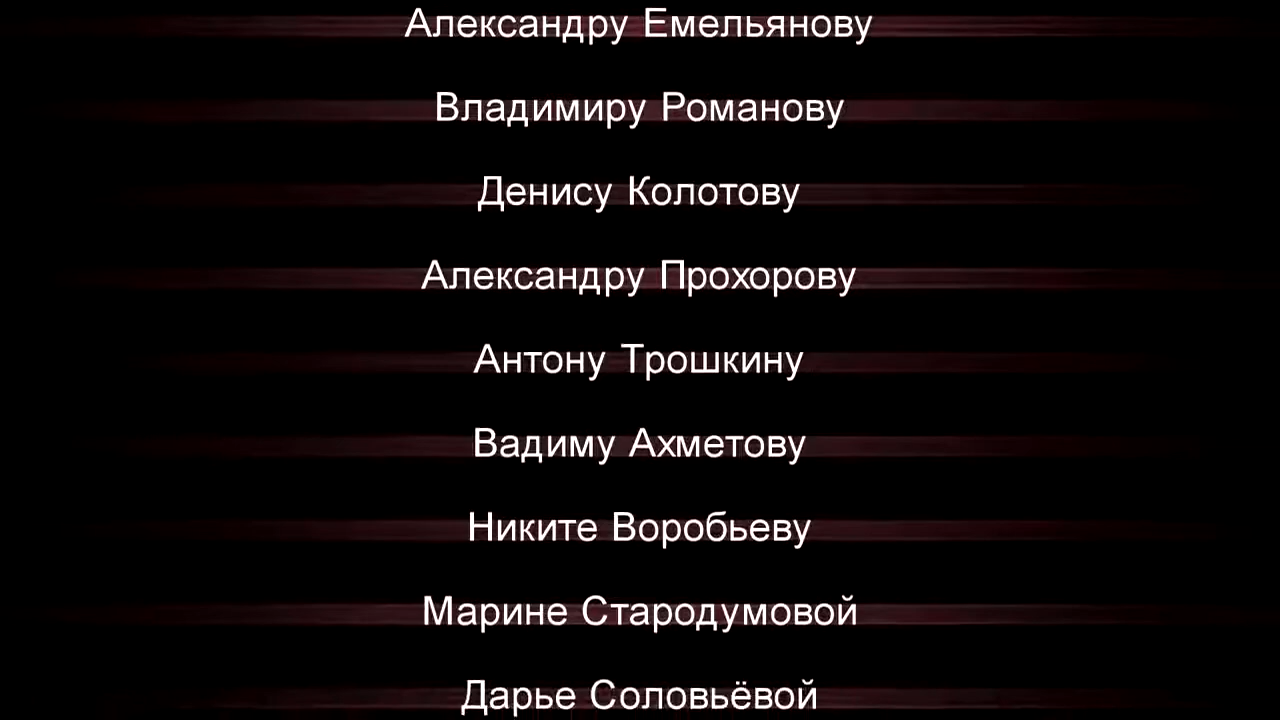 Александру Емельянову
Владимиру Романову
Денису Колотову
Александру Прохорову
Антону Трошкину
Вадиму Ахметову
Никите Воробьеву
Марине Стародумовой
Дарье Соловьёвой